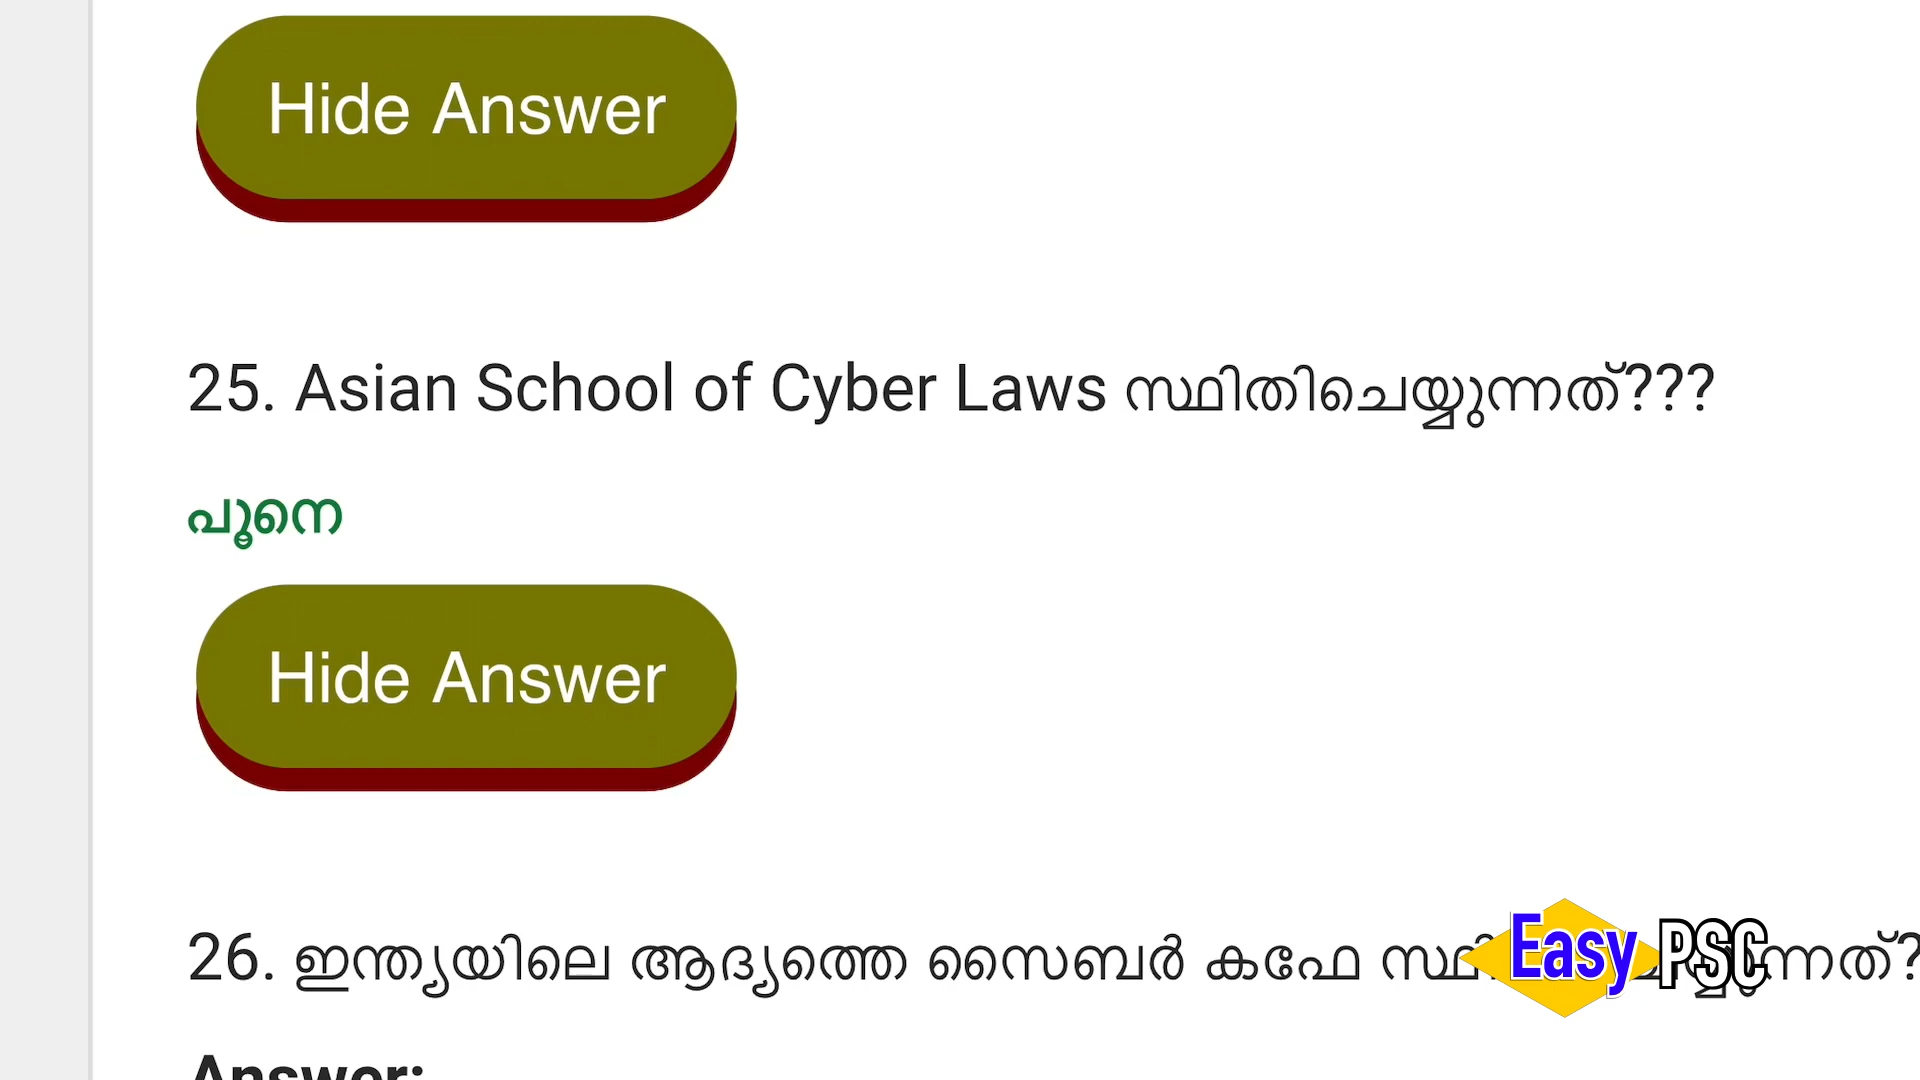 Hide Answer
25. Asian School of Cyber Laws സ്ഥിതിചെയ്യുന്നത്???
പൂനെ
Hide Answer
26. ഇന്ത്യയിലെ ആദ്യത്തെ സൈബർ കഫേ
Easy PSC
Answer: